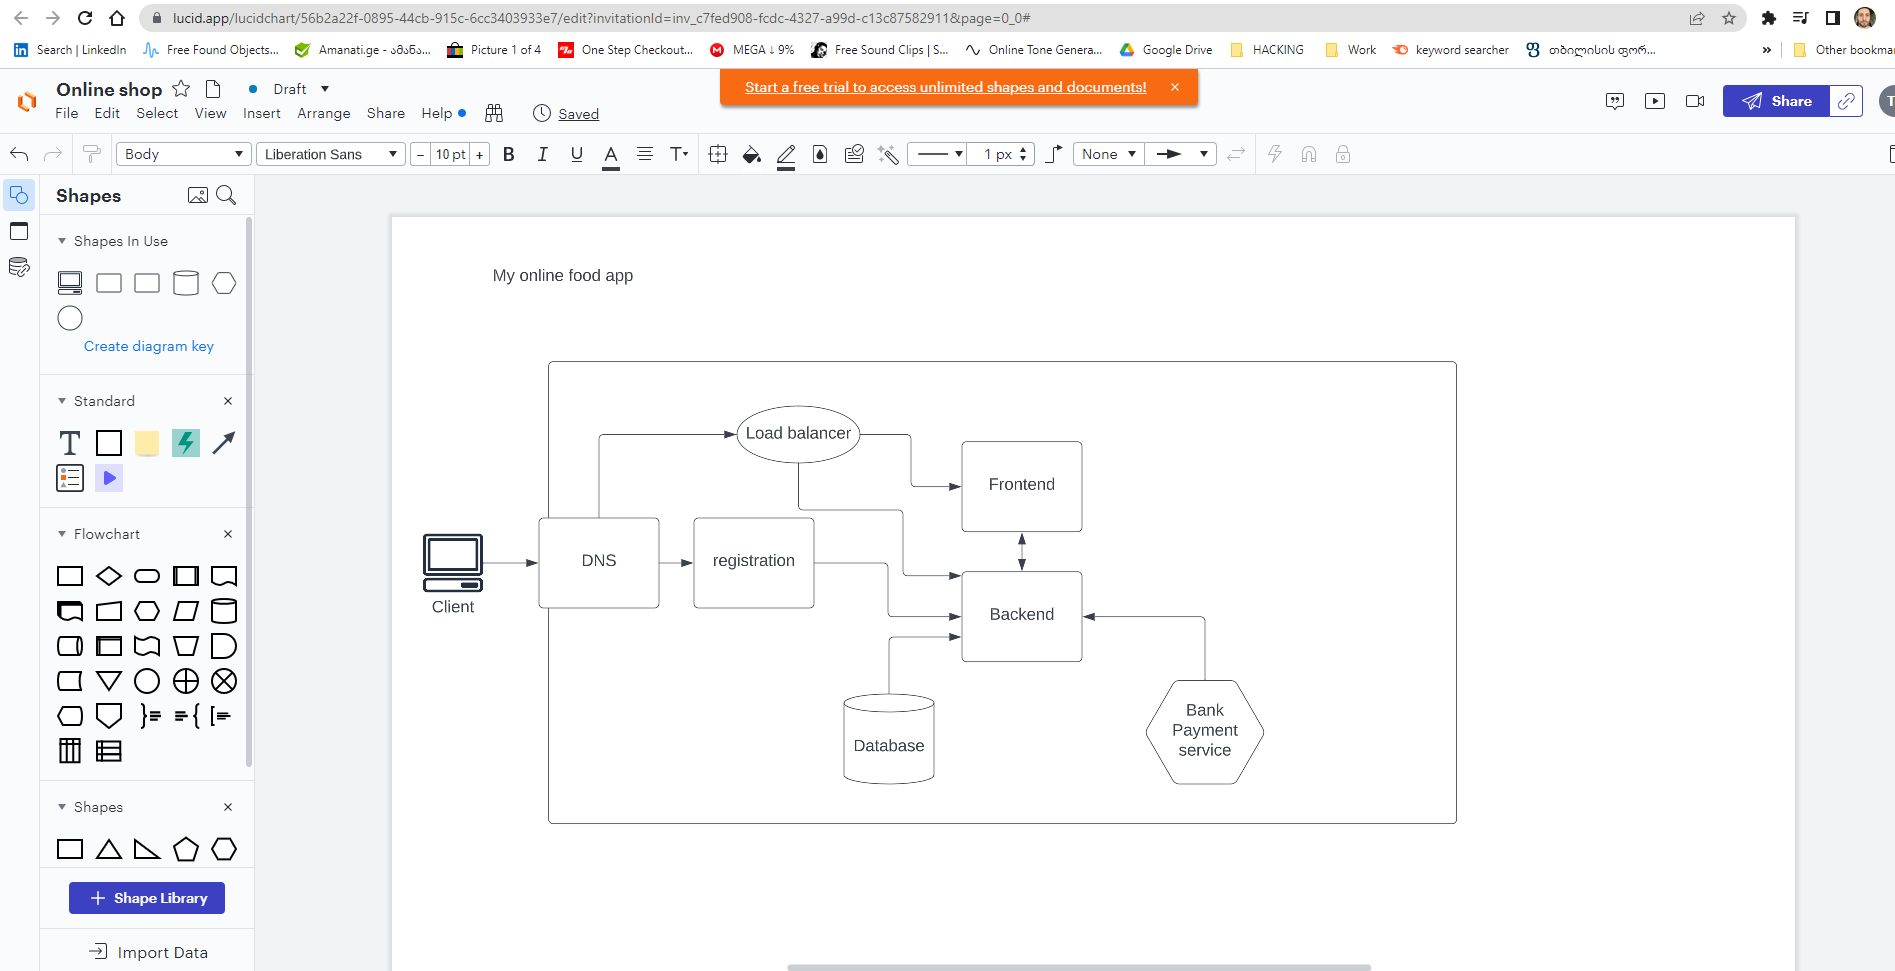 lucid.app/lucidchart/56b2a22f-0895-44cb-915c-6cc3403933e7/edit?invitationId=inv_c7fed908-fcdc-4327-a99d-c13c87582911&page=0_0#
Search | LinkedIn Free Found Objects... Amanati.ge - ამანა... Picture 1 of 4 One Step Checkout... MEGA ↓ 9% Free Sound Clips | S... Online Tone Genera... Google Drive HACKING Work keyword searcher თბილისის ფორ... » Other bookmar
Online shop Draft
Start a free trial to access unlimited shapes and documents! ×
File Edit Select View Insert Arrange Share Help Saved
Share
T
Body Liberation Sans − 10 pt + B I U A T 1 px None
Shapes
Shapes In Use
Create diagram key
Standard ×
T
Flowchart ×
Shapes ×
+ Shape Library
Import Data
My online food app
Load balancer
Frontend
DNS
registration
Client
Backend
Bank
Payment
service
Database